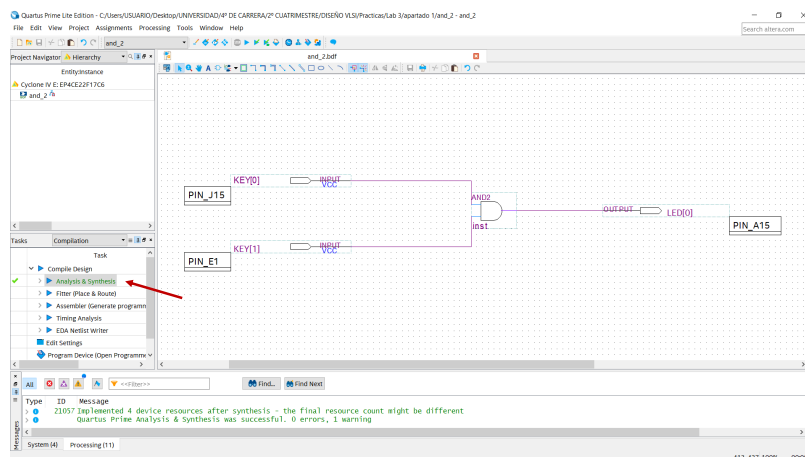 Quartus Prime Lite Edition - C:/Users/USUARIO/Desktop/UNIVERSIDAD/4º DE CARRERA/2º CUATRIMESTRE/DISEÑO VLSI/Practicas/Lab 3/apartado 1/and_2 - and_2
File Edit View Project Assignments Processing Tools Window Help
Search altera.com
and_2
Project Navigator Hierarchy
and_2.bdf
Entity:Instance
Cyclone IV E: EP4CE22F17C6
and_2
KEY[0]
INPUT
VCC
PIN_J15
AND2
OUTPUT
LED[0]
inst
PIN_A15
Tasks Compilation
KEY[1]
INPUT
VCC
PIN_E1
Task
Compile Design
Analysis & Synthesis
Fitter (Place & Route)
Assembler (Generate programm
Timing Analysis
EDA Netlist Writer
Edit Settings
Program Device (Open Programme
All
<<Filter>>
Find...
Find Next
Type ID Message
21057 Implemented 4 device resources after synthesis - the final resource count might be different
Quartus Prime Analysis & Synthesis was successful. 0 errors, 1 warning
Messages
System (4) Processing (11)